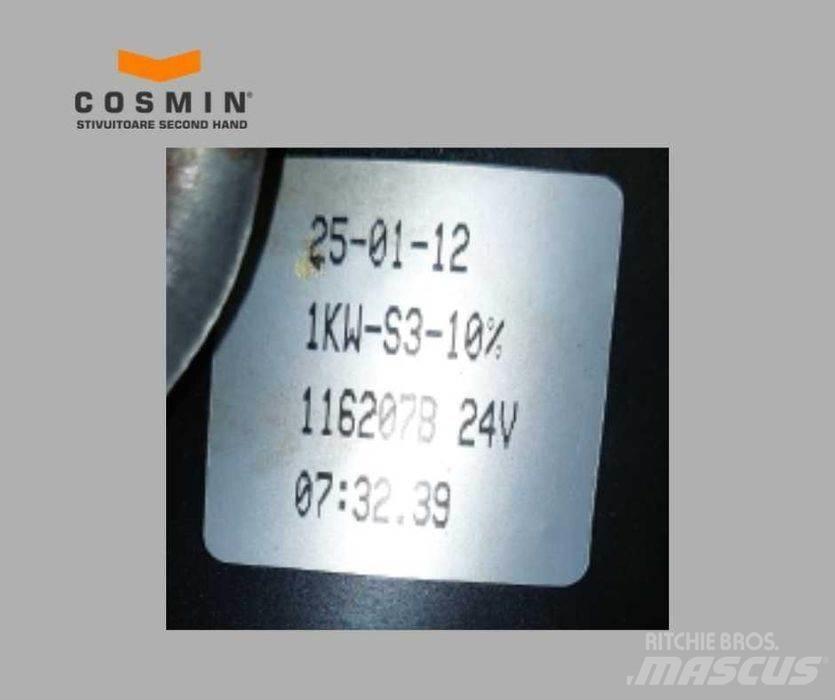 COSMIN®
STIVUITOARE SECOND HAND
25-01-12
1KW-S3-10%
116207B 24V
07:32.39
RITCHIE BROS.
MASCUS